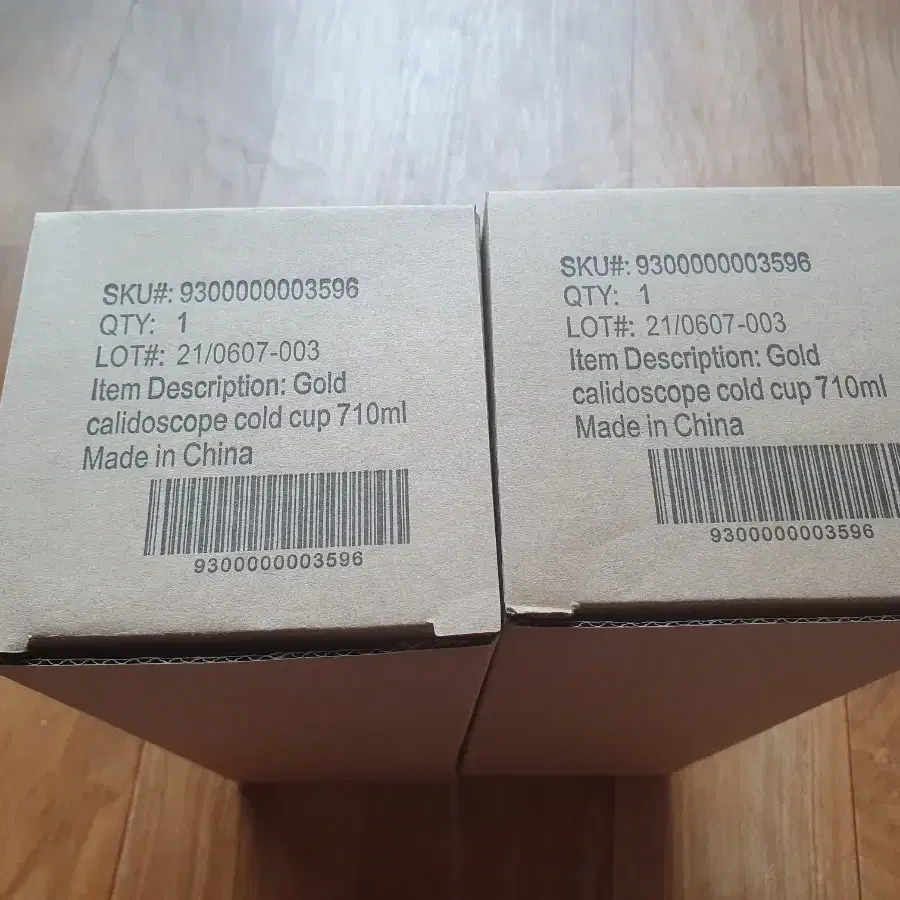 SKU#: 9300000003596
QTY: 1
LOT#: 21/0607-003
Item Description: Gold
calidoscope cold cup 710ml
Made in China
9300000003596
SKU#: 9300000003596
QTY: 1
LOT#: 21/0607-003
Item Description: Gold
calidoscope cold cup 710ml
Made in China
9300000003596